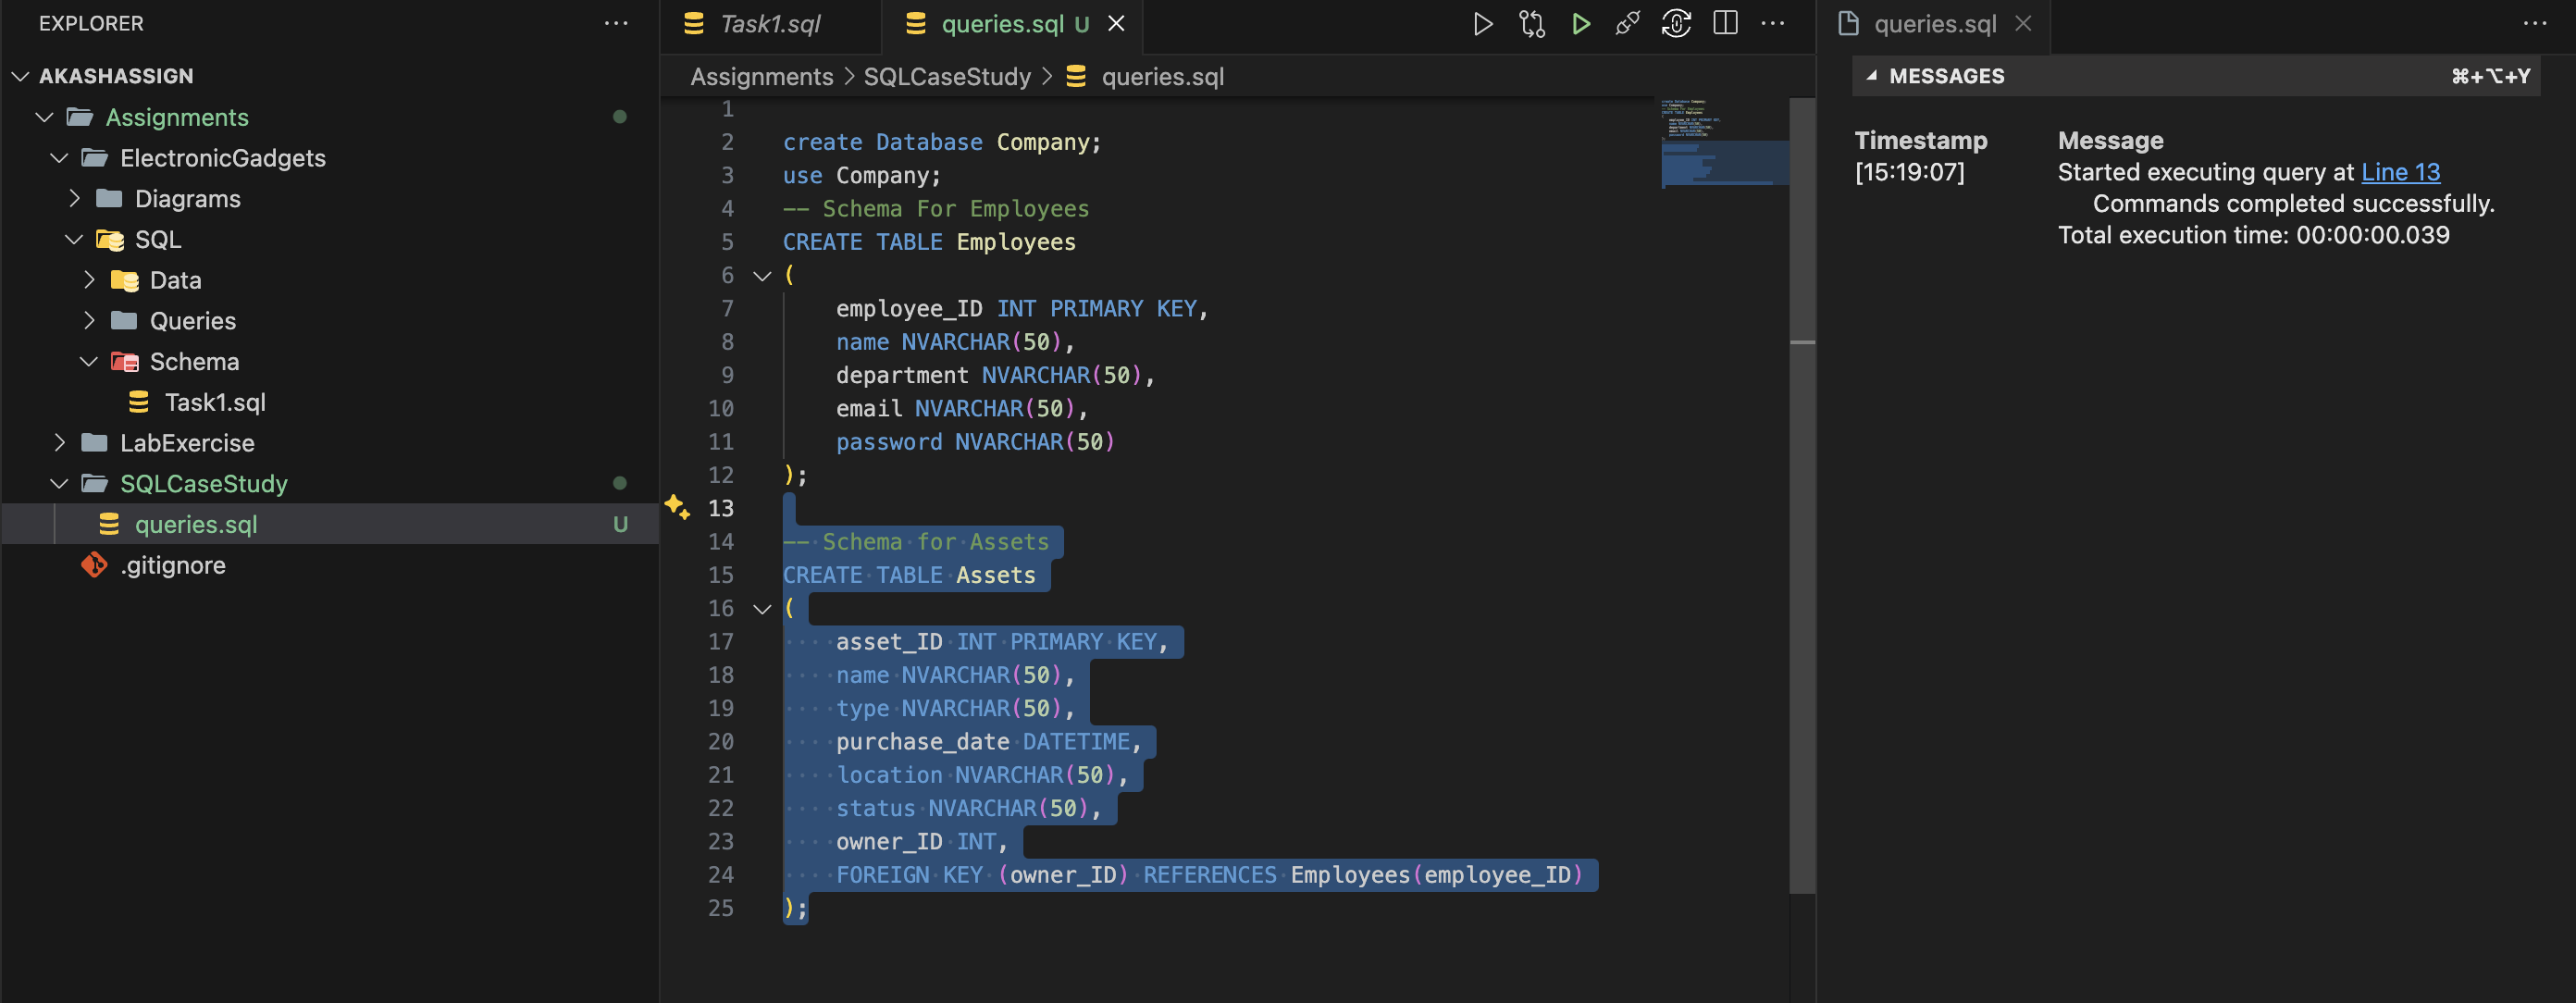 EXPLORER
AKASHASSIGN
Assignments
ElectronicGadgets
Diagrams
SQL
Data
Queries
Schema
Task1.sql
LabExercise
SQLCaseStudy
queries.sql U
.gitignore
Task1.sql
queries.sql U
Assignments > SQLCaseStudy > queries.sql
1
2 create Database Company;
3 use Company;
4 -- Schema For Employees
5 CREATE TABLE Employees
6 (
7 employee_ID INT PRIMARY KEY,
8 name NVARCHAR(50),
9 department NVARCHAR(50),
10 email NVARCHAR(50),
11 password NVARCHAR(50)
12 );
13
14 -- Schema for Assets
15 CREATE TABLE Assets
16 (
17 asset_ID INT PRIMARY KEY,
18 name NVARCHAR(50),
19 type NVARCHAR(50),
20 purchase_date DATETIME,
21 location NVARCHAR(50),
22 status NVARCHAR(50),
23 owner_ID INT,
24 FOREIGN KEY (owner_ID) REFERENCES Employees(employee_ID)
25 );
queries.sql
MESSAGES ⌘+⌥+Y
Timestamp Message
[15:19:07] Started executing query at Line 13
Commands completed successfully.
Total execution time: 00:00:00.039